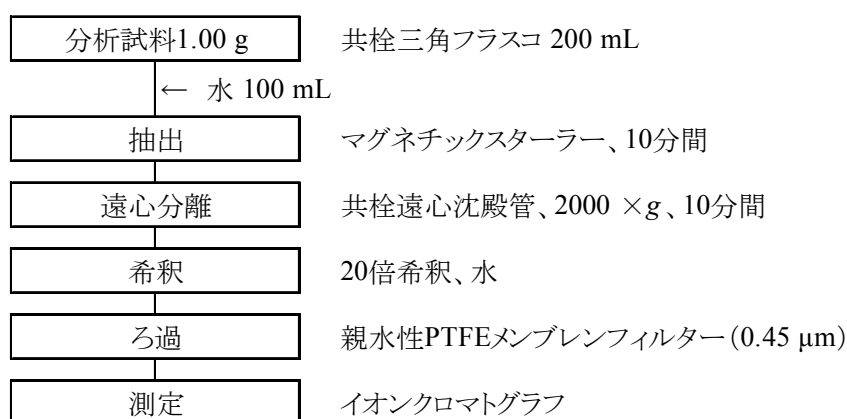 分析試料1.00 g 共栓三角フラスコ 200 mL
← 水 100 mL
抽出 マグネチックスターラー、10分間
遠心分離 共栓遠心沈殿管、2000 ×g、10分間
希釈 20倍希釈、水
ろ過 親水性PTFEメンブレンフィルター(0.45 µm)
測定 イオンクロマトグラフ